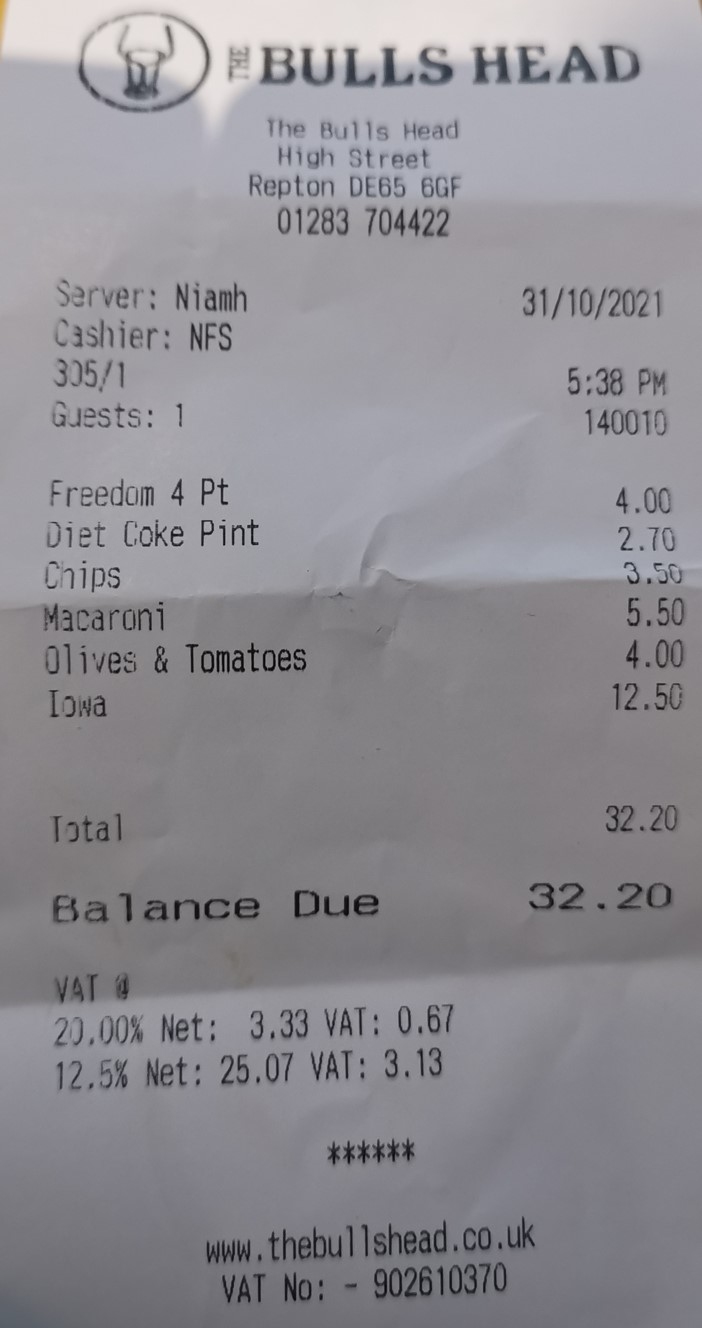 THE BULLS HEAD
The Bulls Head
High Street
Repton DE65 6GF
01283 704422
Server: Niamh 31/10/2021
Cashier: NFS
305/1 5:38 PM
Guests: 1 140010
Freedom 4 Pt 4.00
Diet Coke Pint 2.70
Chips 3.50
Macaroni 5.50
Olives & Tomatoes 4.00
Iowa 12.50
Total 32.20
Balance Due 32.20
VAT @
20.00% Net: 3.33 VAT: 0.67
12.5% Net: 25.07 VAT: 3.13
******
www.thebullshead.co.uk
VAT No: - 902610370